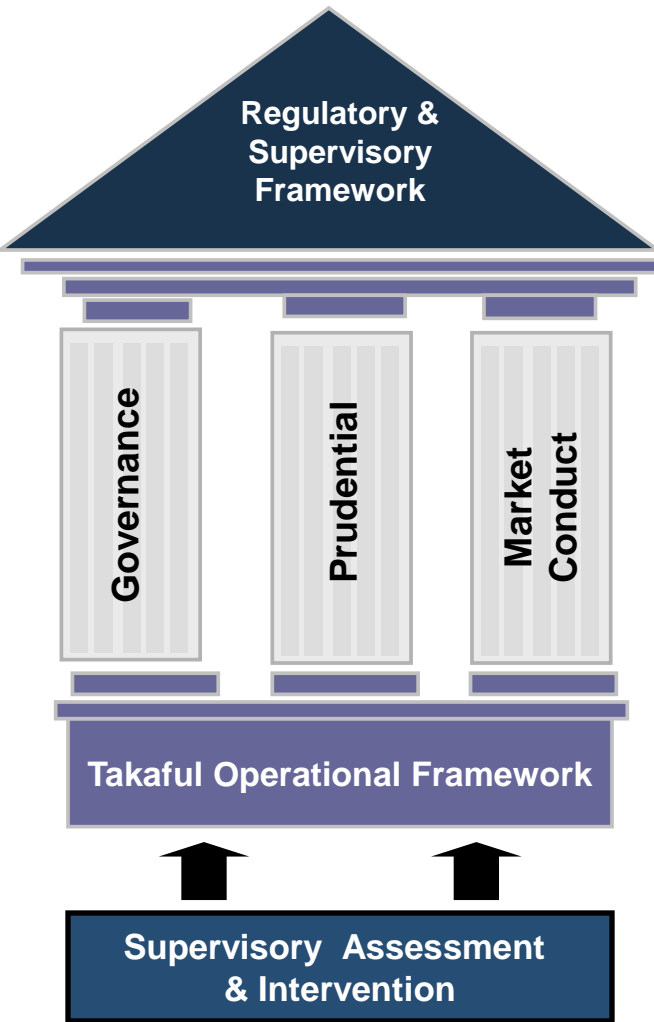 Regulatory &
Supervisory
Framework
Governance
Prudential
Market
Conduct
Takaful Operational Framework
Supervisory Assessment
& Intervention